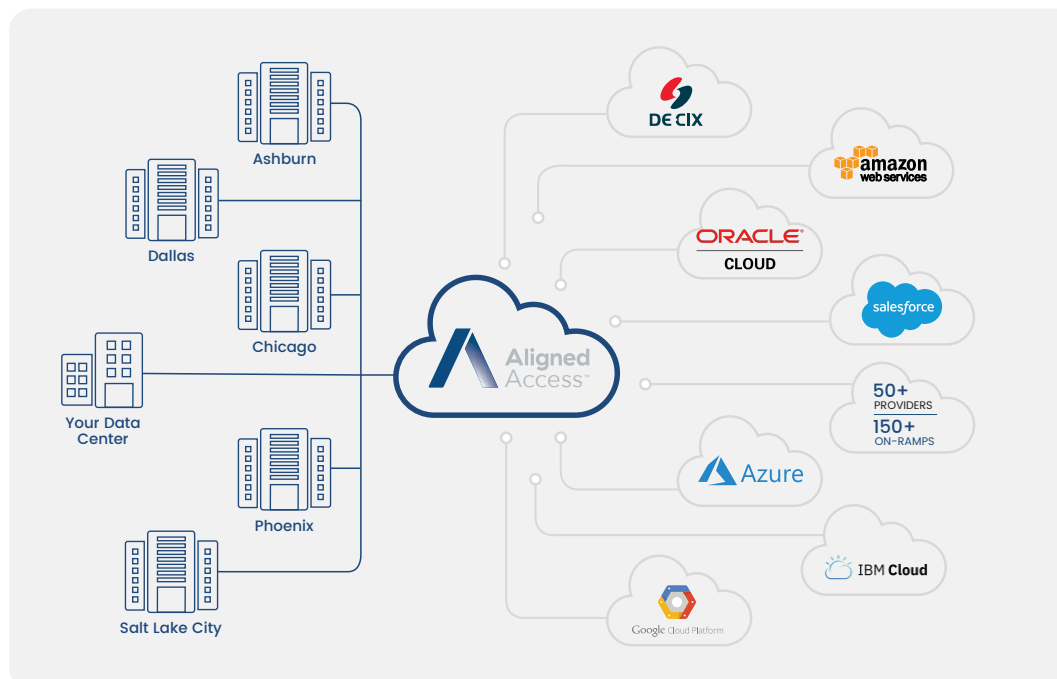 Ashburn
Dallas
Chicago
Your Data
Center
Phoenix
Salt Lake City
Aligned
Access™
DE CIX
amazon
web services
ORACLE®
CLOUD
salesforce
50+
PROVIDERS
150+
ON-RAMPS
Azure
IBM Cloud
Google Cloud Platform